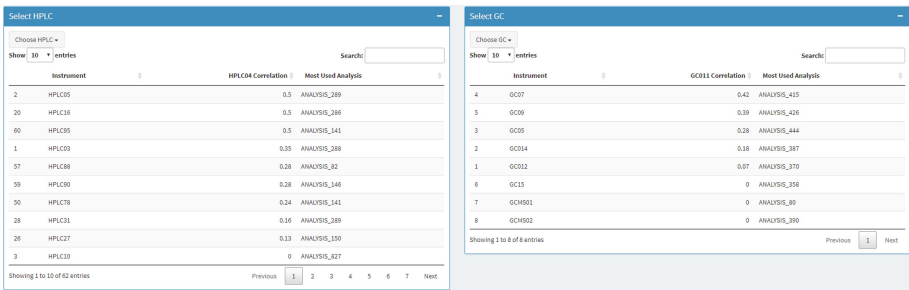 Select HPLC
Choose HPLC
Show 10 entries
Search:
Instrument HPLC04 Correlation Most Used Analysis
2 HPLC05 0.5 ANALYSIS_289
20 HPLC16 0.5 ANALYSIS_286
60 HPLC95 0.5 ANALYSIS_141
1 HPLC03 0.35 ANALYSIS_288
57 HPLC88 0.28 ANALYSIS_82
59 HPLC90 0.28 ANALYSIS_146
50 HPLC78 0.24 ANALYSIS_141
28 HPLC31 0.16 ANALYSIS_289
26 HPLC27 0.13 ANALYSIS_150
3 HPLC10 0 ANALYSIS_827
Showing 1 to 10 of 62 entries Previous 1 2 3 4 5 6 7 Next
Select GC
Choose GC
Show 10 entries
Search:
Instrument GC011 Correlation Most Used Analysis
4 GC07 0.42 ANALYSIS_415
5 GC09 0.39 ANALYSIS_426
3 GC05 0.28 ANALYSIS_444
2 GC014 0.18 ANALYSIS_387
1 GC012 0.07 ANALYSIS_370
6 GC15 0 ANALYSIS_358
7 GCMS01 0 ANALYSIS_80
8 GCMS02 0 ANALYSIS_390
Showing 1 to 8 of 8 entries Previous 1 Next